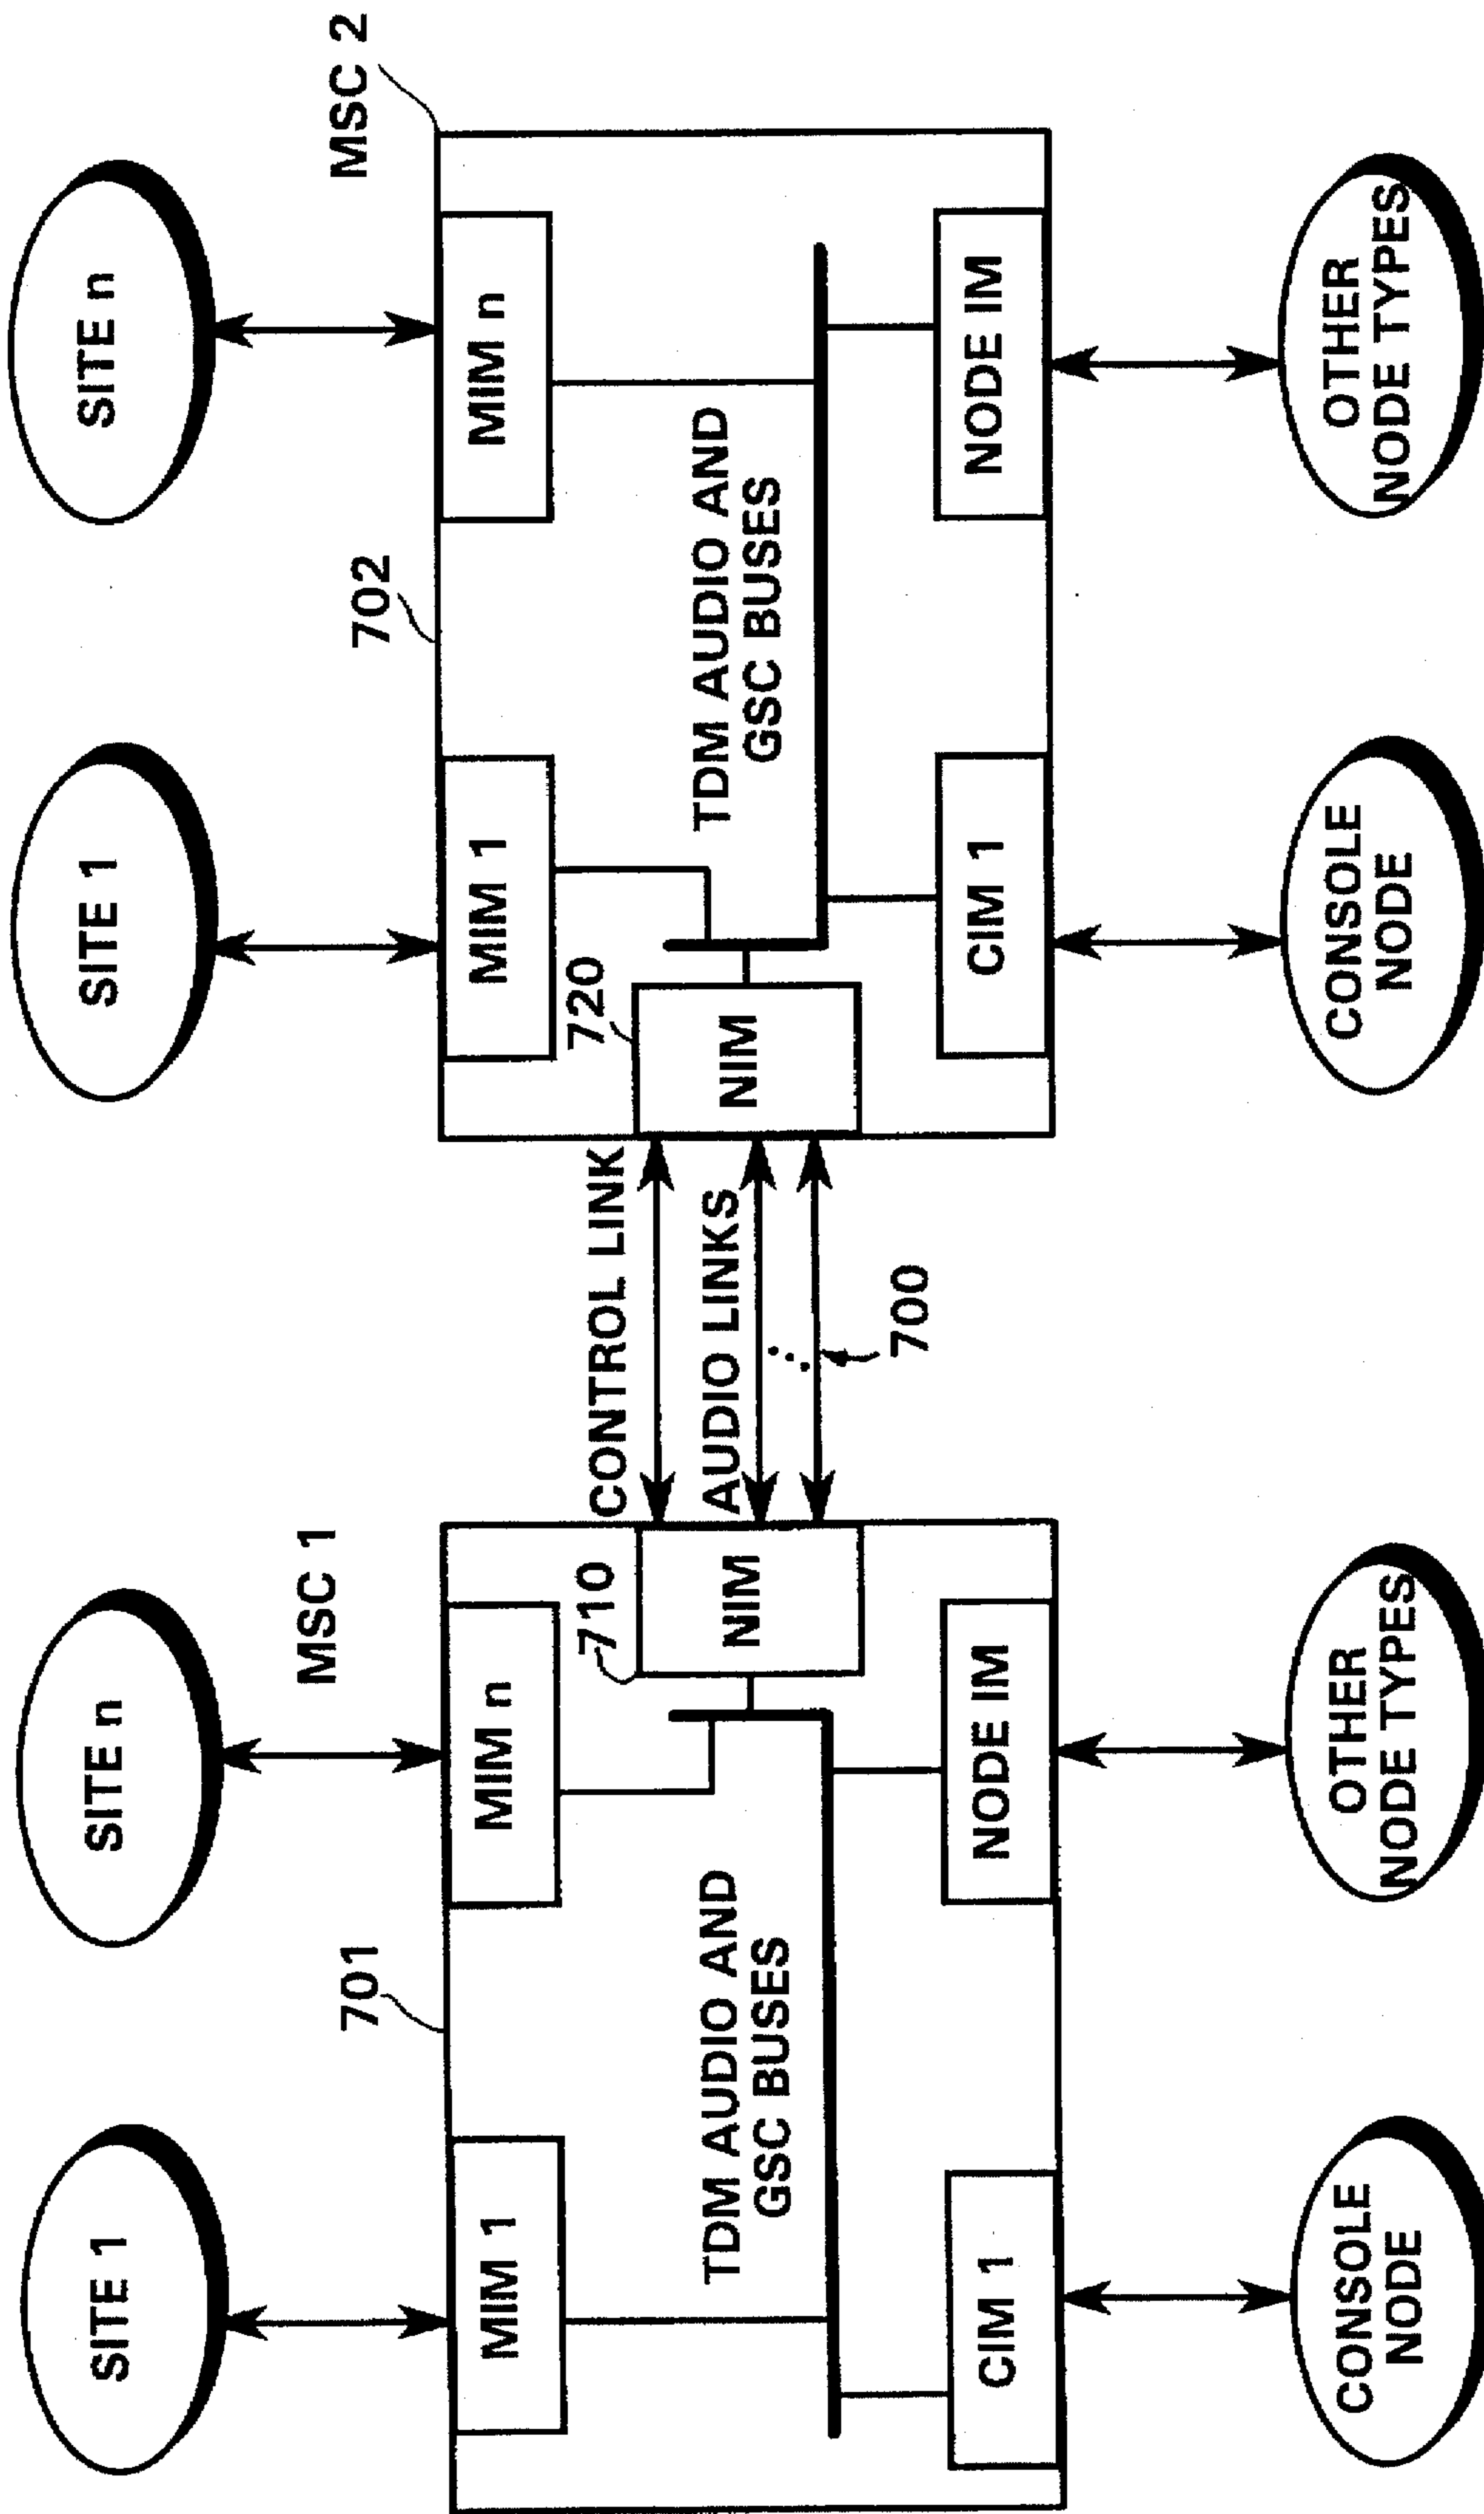 SITE 1
SITE n
SITE 1
SITE n
701
MSC 1
702
MSC 2
MIM 1
MIM n
MIM 1
MIM n
710
CONTROL LINK
720
TDM AUDIO AND
GSC BUSES
NIM
AUDIO LINKS
NIM
TDM AUDIO AND
GSC BUSES
700
CIM 1
NODE IM
CIM 1
NODE IM
CONSOLE
NODE
OTHER
NODE TYPES
CONSOLE
NODE
OTHER
NODE TYPES